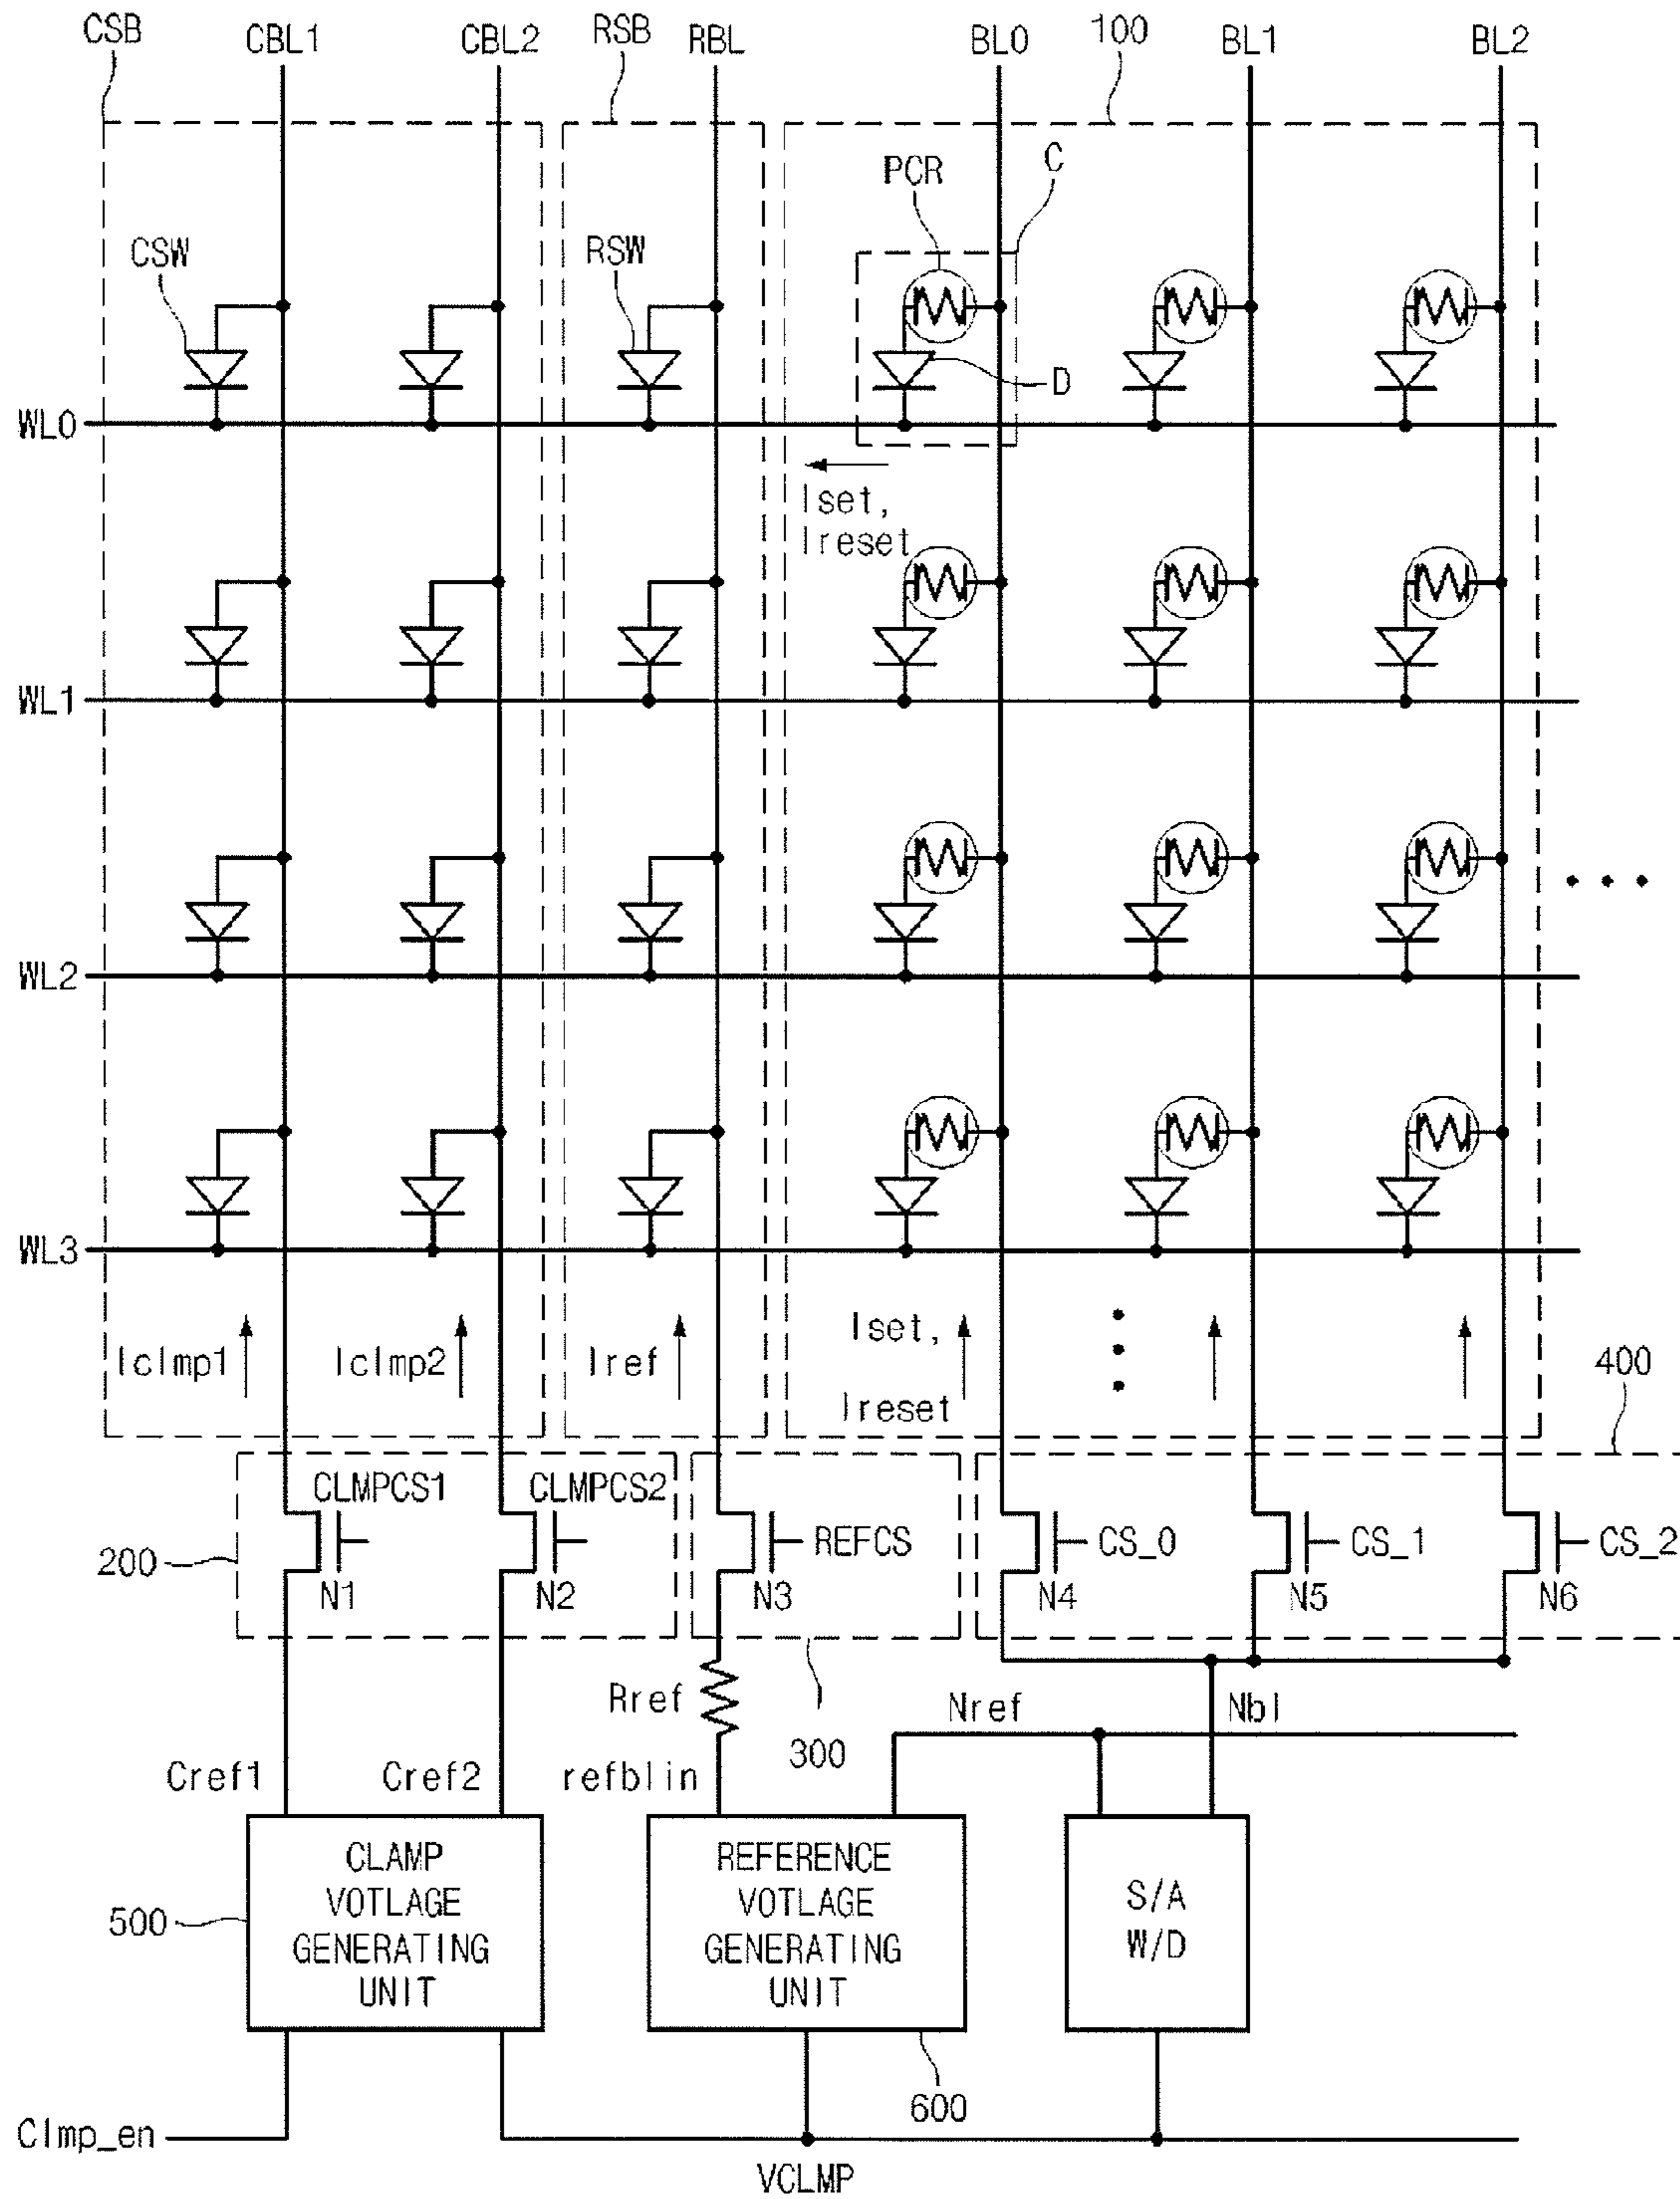 CSB CBL1 CBL2 RSB RBL BL0 100 BL1 BL2
PCR C
CSW RSW
D
WL0
Iset,
Ireset
WL1
WL2
WL3
Iclmp1 Iclmp2 Iref Iset,
Ireset
400
CLMPCS1 CLMPCS2
200 REFCS CS_0 CS_1 CS_2
N1 N2 N3 N4 N5 N6
Rref Nref Nbl
300
Cref1 Cref2 refblin
CLAMP
VOTLAGE
GENERATING
UNIT
500
REFERENCE
VOTLAGE
GENERATING
UNIT
S/A
W/D
600
Clmp_en
VCLMP